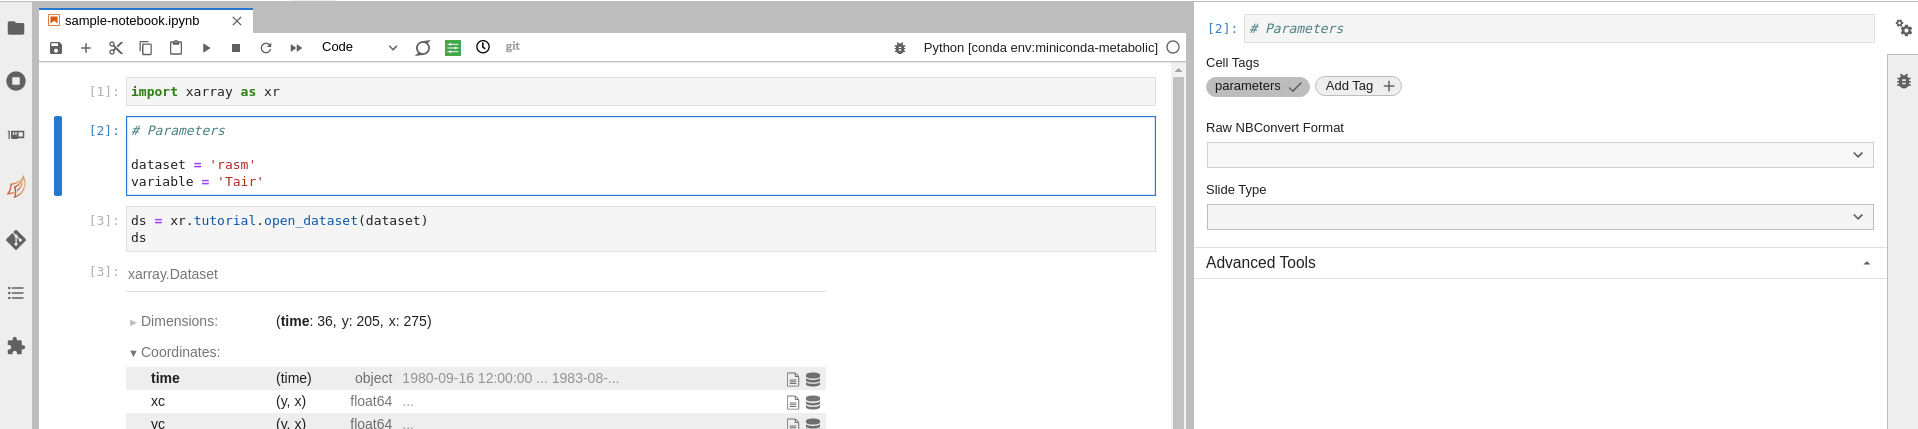 sample-notebook.ipynb
Code
git
Python [conda env:miniconda-metabolic]
[1]: import xarray as xr
[2]: # Parameters
dataset = 'rasm'
variable = 'Tair'
[3]: ds = xr.tutorial.open_dataset(dataset)
ds
[3]: xarray.Dataset
▸ Dimensions: (time: 36, y: 205, x: 275)
▾ Coordinates:
time (time) object 1980-09-16 12:00:00 ... 1983-08-...
xc (y, x) float64 ...
yc (y, x) float64 ...
[2]: # Parameters
Cell Tags
parameters Add Tag
Raw NBConvert Format
Slide Type
Advanced Tools